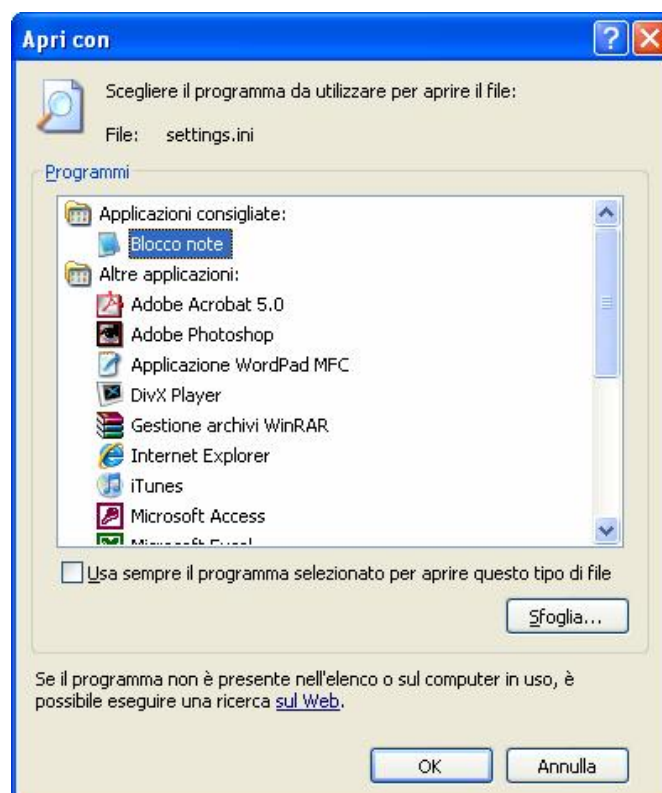 Apri con
Scegliere il programma da utilizzare per aprire il file:
File: settings.ini
Programmi
Applicazioni consigliate:
Blocco note
Altre applicazioni:
Adobe Acrobat 5.0
Adobe Photoshop
Applicazione WordPad MFC
DivX Player
Gestione archivi WinRAR
Internet Explorer
iTunes
Microsoft Access
Microsoft Excel
Usa sempre il programma selezionato per aprire questo tipo di file
Sfoglia...
Se il programma non è presente nell'elenco o sul computer in uso, è
possibile eseguire una ricerca sul Web.
OK
Annulla